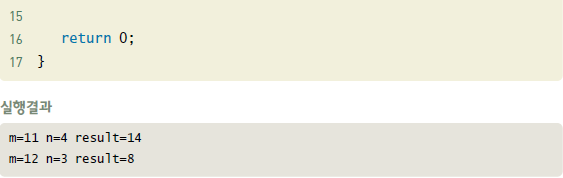 15
16 return 0;
17 }
실행결과
m=11 n=4 result=14
m=12 n=3 result=8